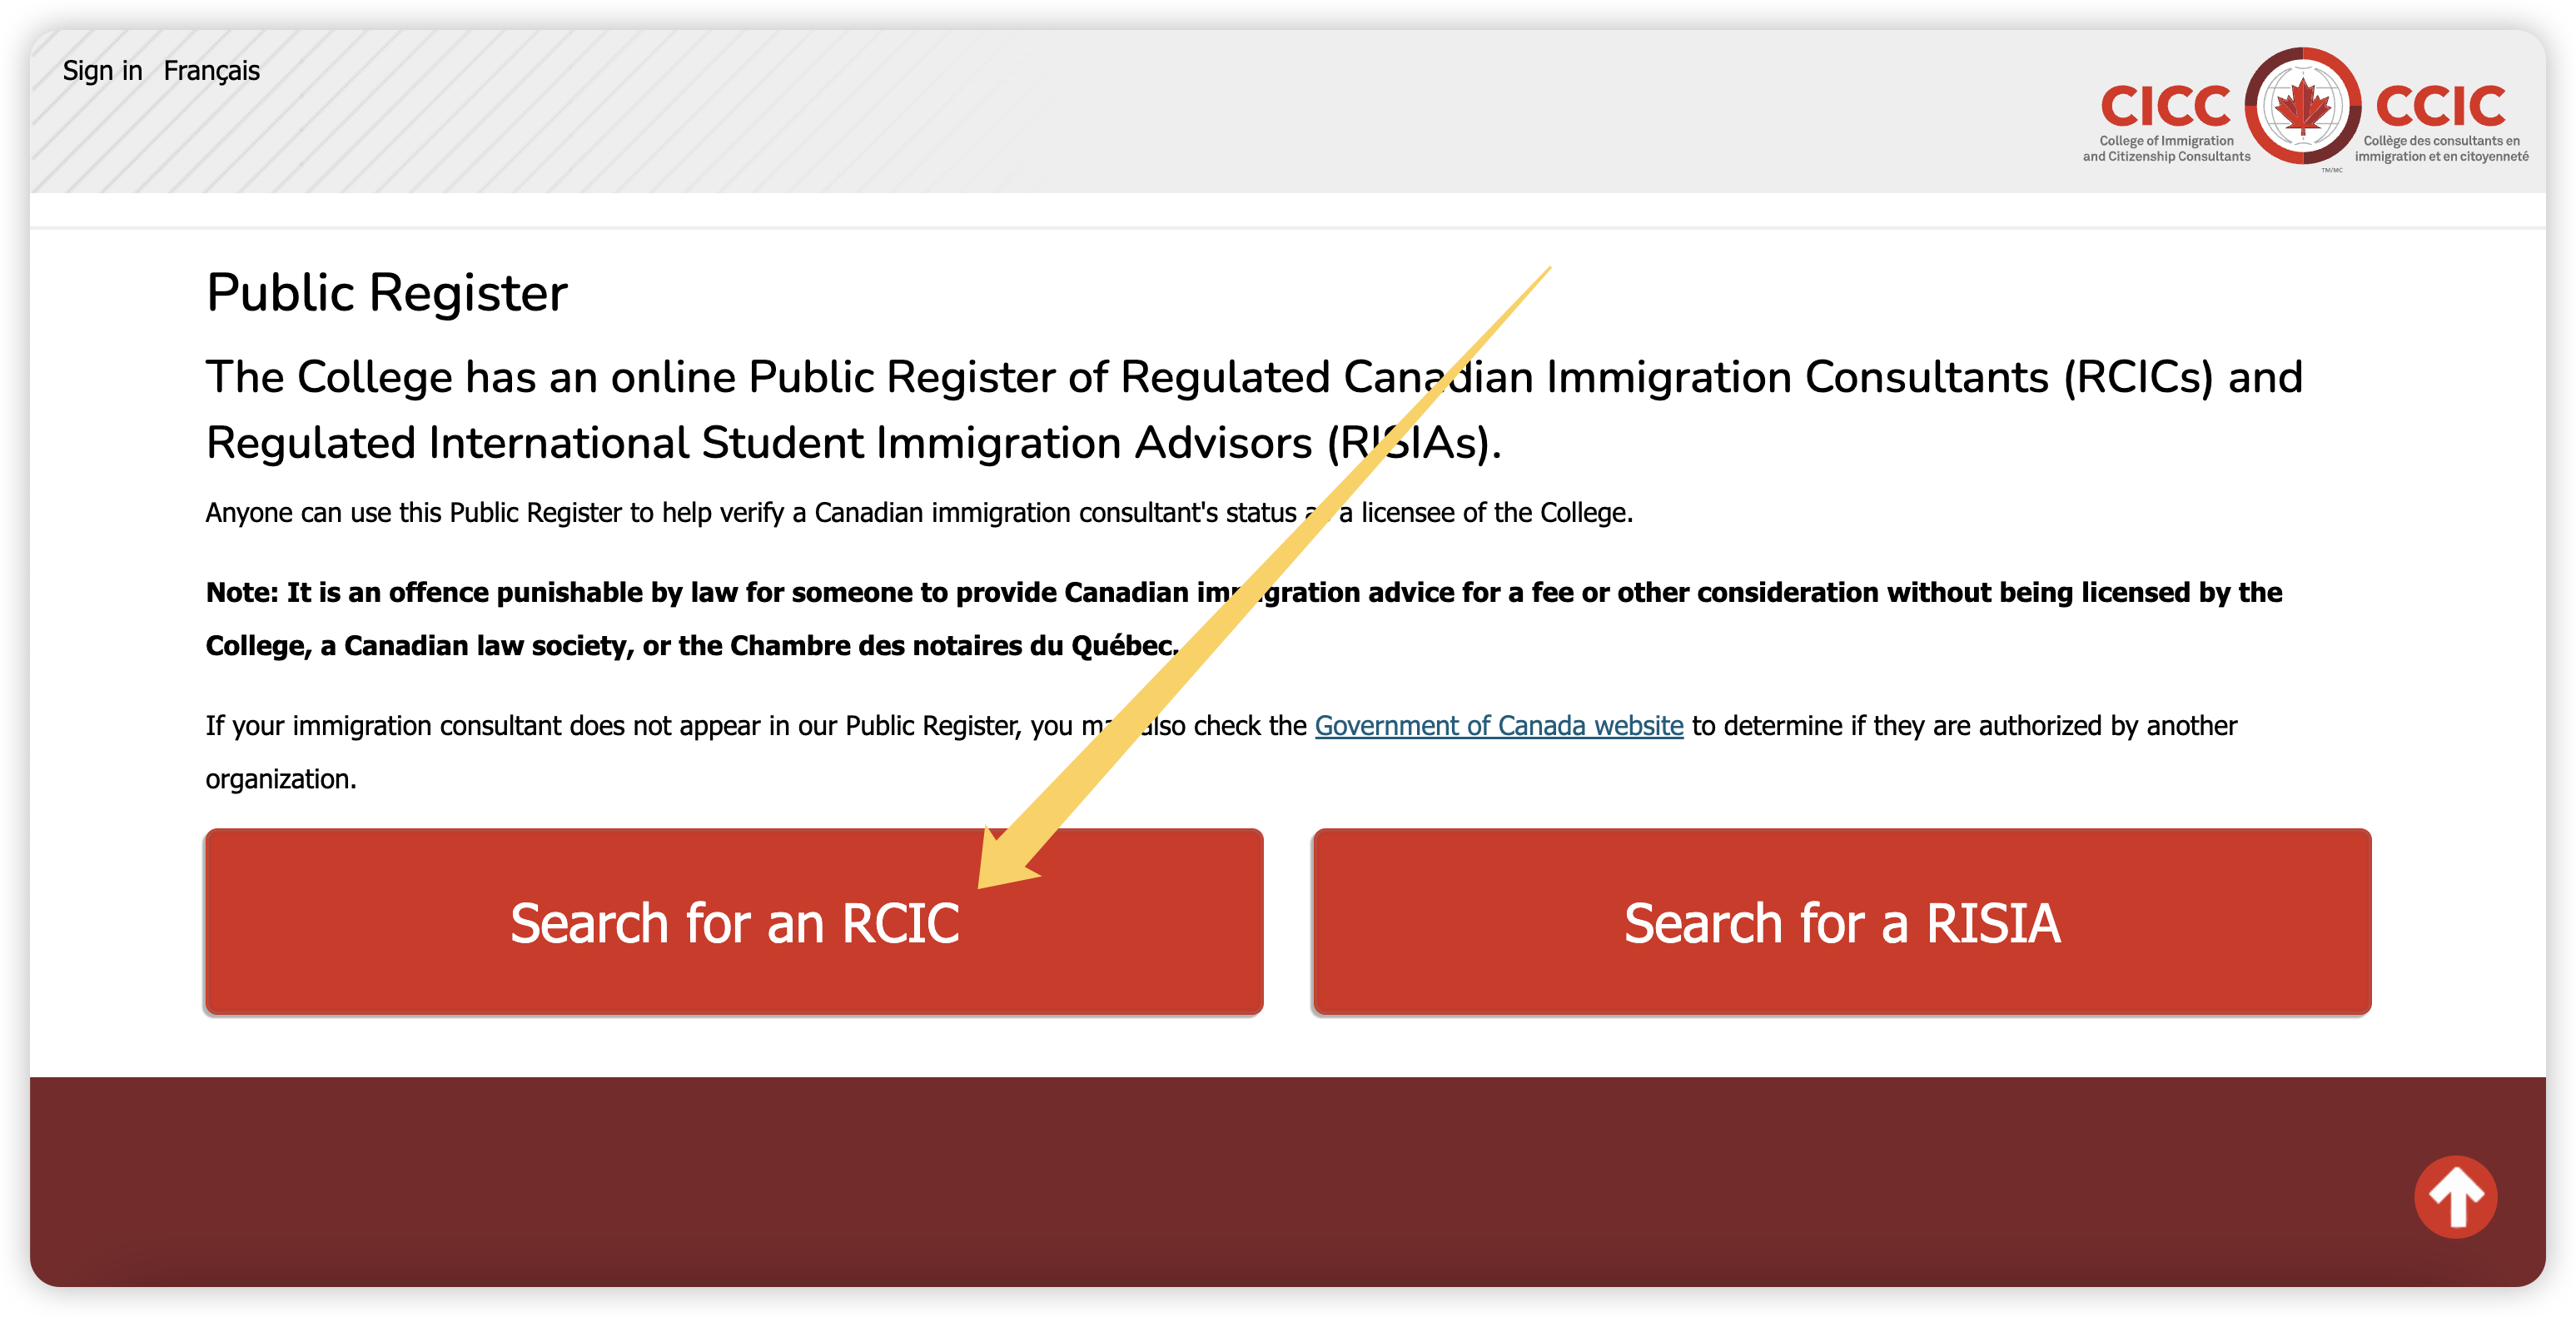 Sign in Français
CICC
College of Immigration
and Citizenship Consultants
CCIC
Collège des consultants en
immigration et en citoyenneté
TM/MC
Public Register
The College has an online Public Register of Regulated Canadian Immigration Consultants (RCICs) and
Regulated International Student Immigration Advisors (RISIAs).
Anyone can use this Public Register to help verify a Canadian immigration consultant's status as a licensee of the College.
Note: It is an offence punishable by law for someone to provide Canadian immigration advice for a fee or other consideration without being licensed by the
College, a Canadian law society, or the Chambre des notaires du Québec.
If your immigration consultant does not appear in our Public Register, you may also check the Government of Canada website to determine if they are authorized by another
organization.
Search for an RCIC
Search for a RISIA